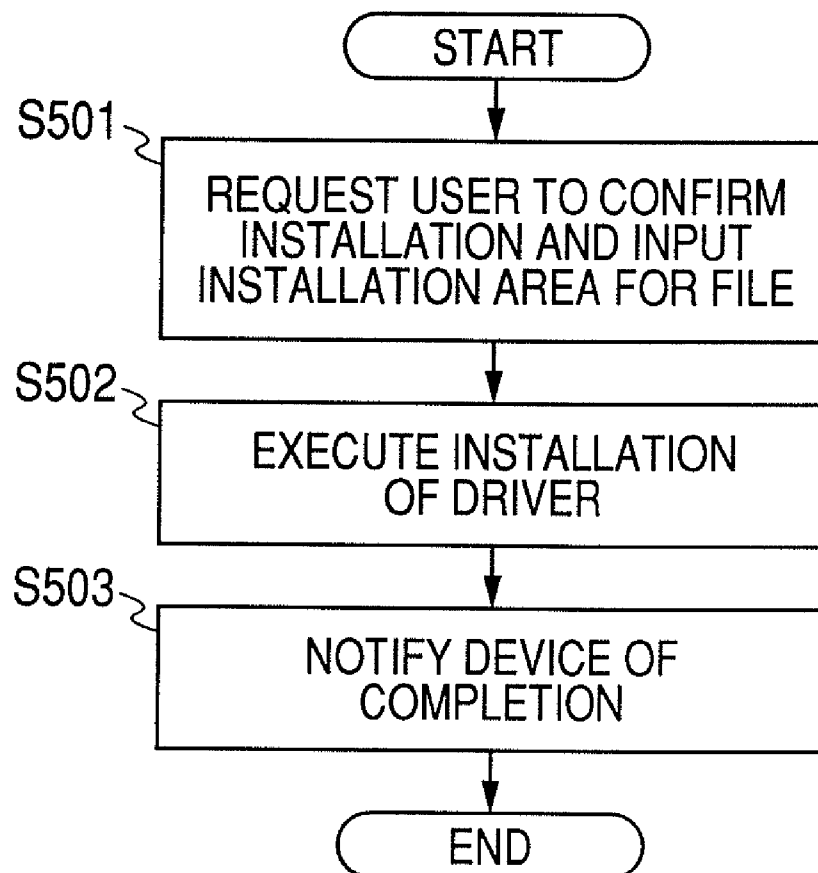 START
S501
REQUEST USER TO CONFIRM
INSTALLATION AND INPUT
INSTALLATION AREA FOR FILE
S502
EXECUTE INSTALLATION
OF DRIVER
S503
NOTIFY DEVICE OF
COMPLETION
END